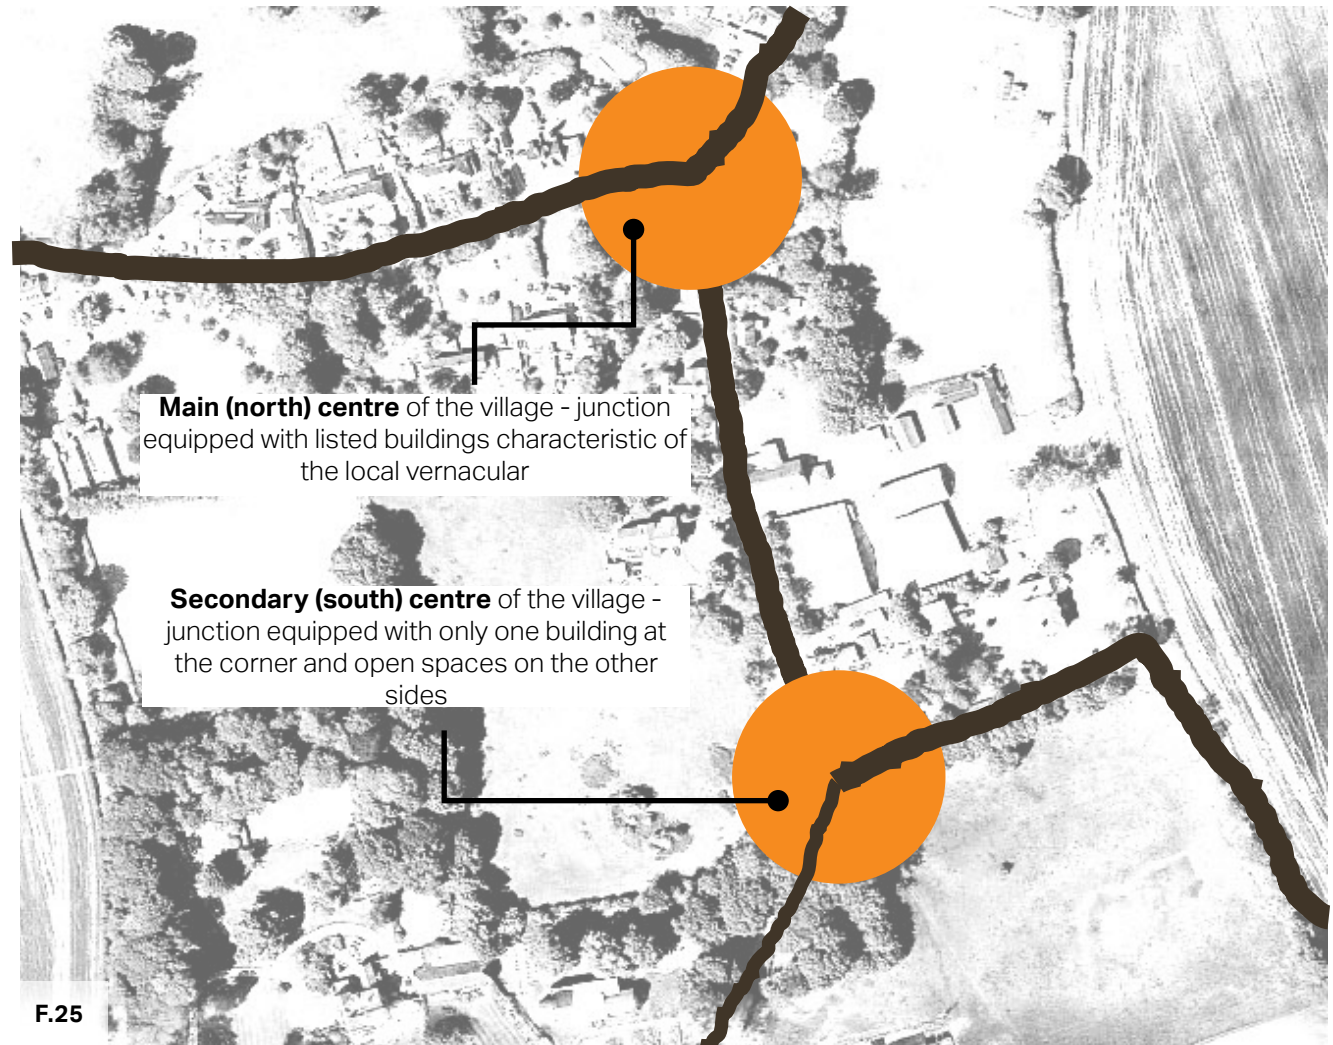 Main (north) centre of the village - junction
equipped with listed buildings characteristic of
the local vernacular
Secondary (south) centre of the village -
junction equipped with only one building at
the corner and open spaces on the other
sides
F.25